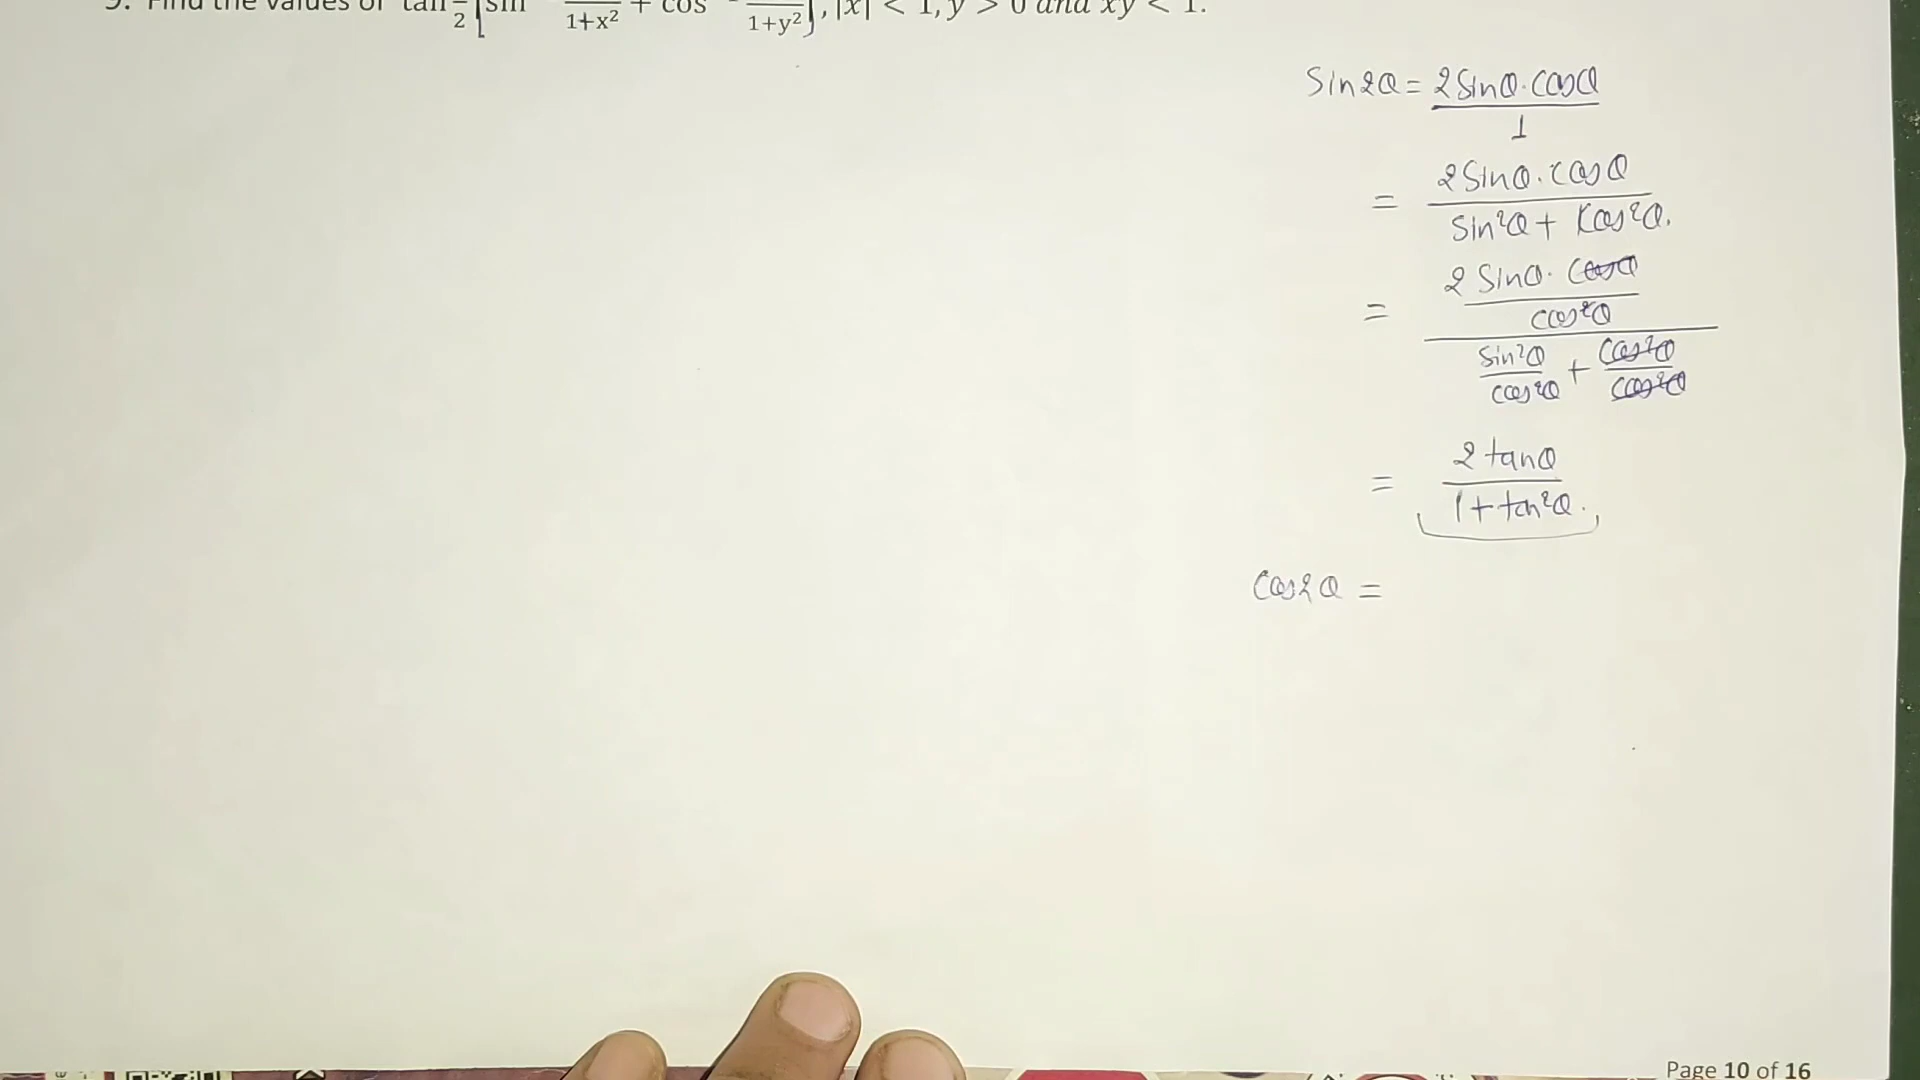 Find the values of tan 1/2 [sin 1+x² + cos 1+y²], |x| < 1, y > 0 and xy < 1.
Sin2θ = 2Sinθ.Cosθ / 1
= 2Sinθ.Cosθ / Sin²θ + Cos²θ.
= (2 Sinθ.Cosθ / Cos²θ) / (Sin²θ / Cos²θ + Cos²θ / Cos²θ)
= 2 tanθ / 1 + tan²θ.
Cos2θ =
Page 10 of 16